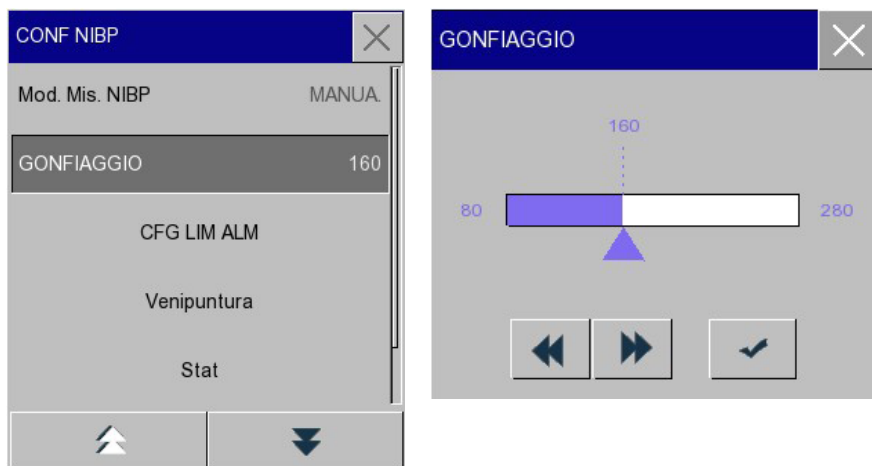 CONF NIBP
Mod. Mis. NIBP MANUA.
GONFIAGGIO 160
CFG LIM ALM
Venipuntura
Stat
GONFIAGGIO
160
80 280